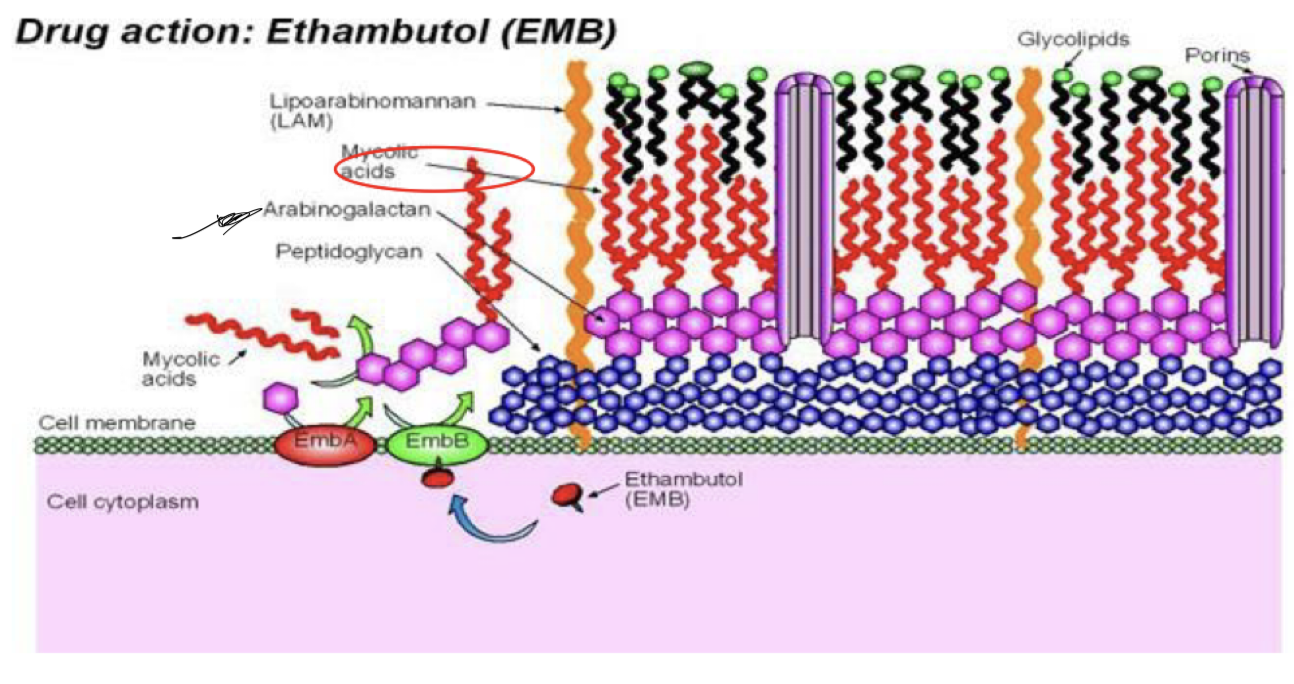 Drug action: Ethambutol (EMB)
Glycolipids
Porins
Lipoarabinomannan
(LAM)
Mycolic
acids
Arabinogalactan
Peptidoglycan
Mycolic
acids
Cell membrane
EmbA
EmbB
Cell cytoplasm
Ethambutol
(EMB)